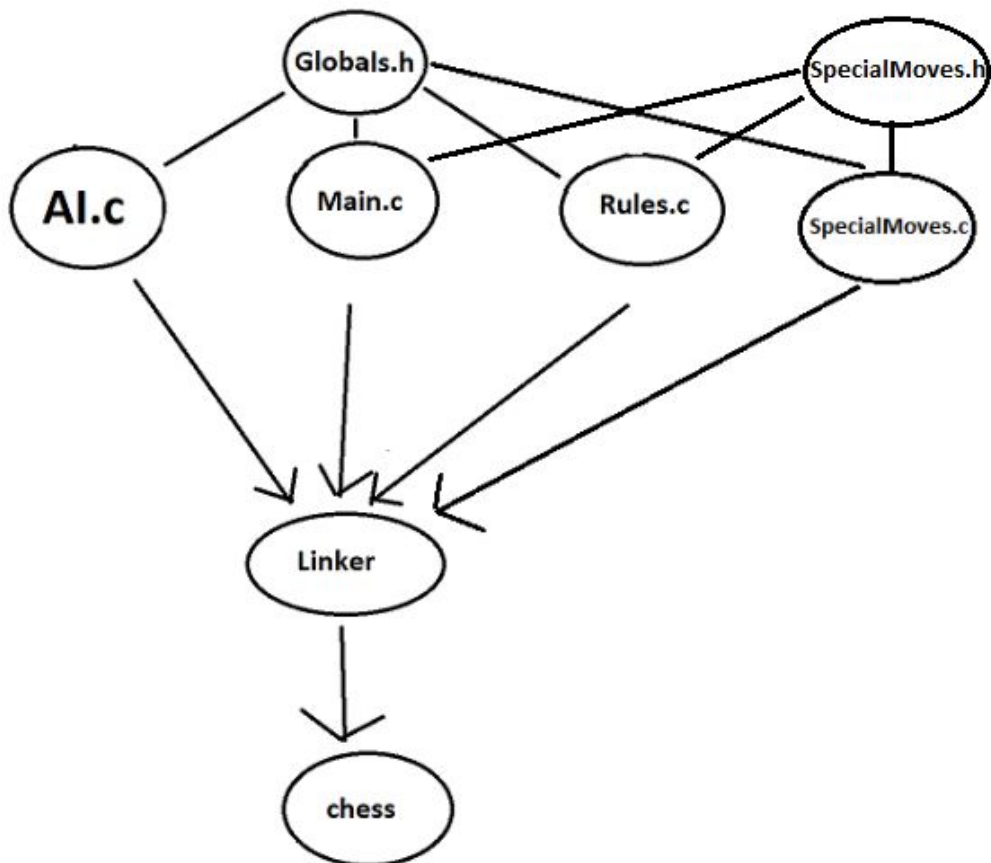 Globals.h
SpecialMoves.h
AI.c
Main.c
Rules.c
SpecialMoves.c
Linker
chess